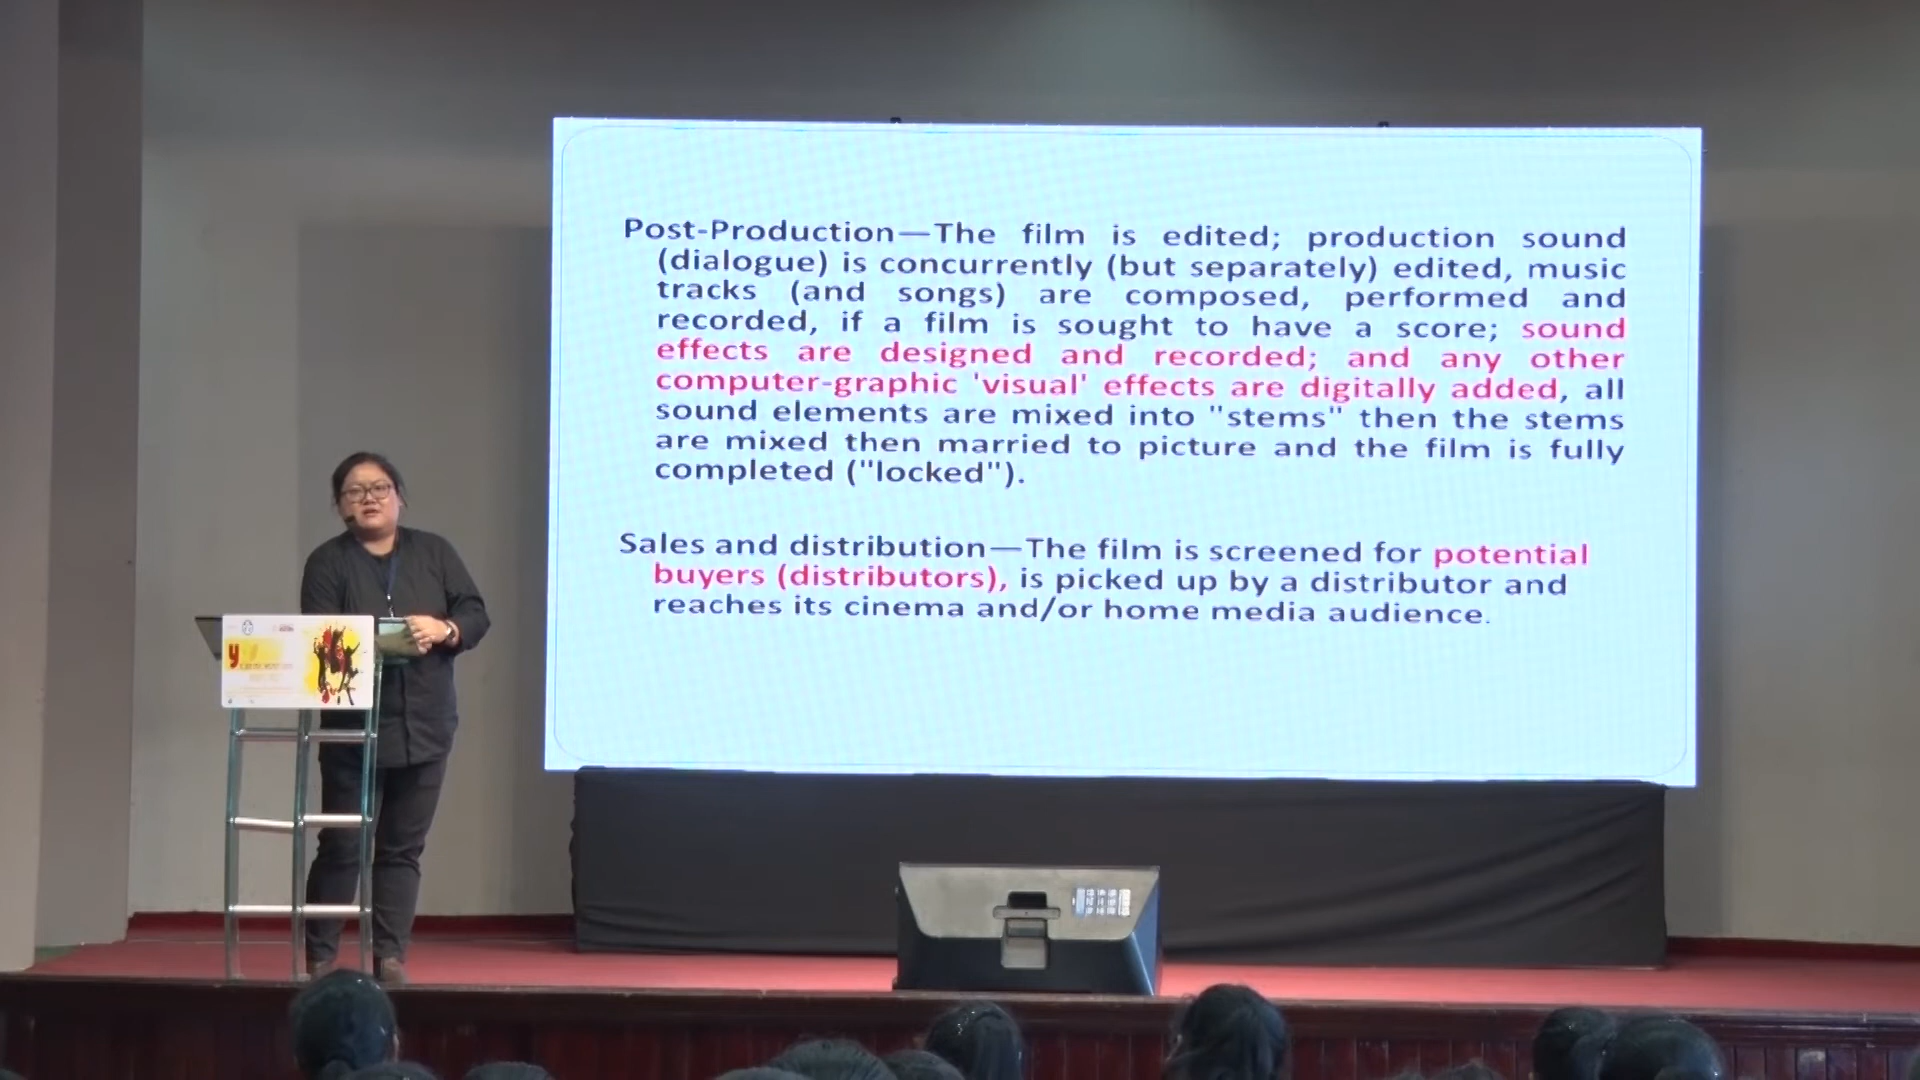 Post-Production—The film is edited; production sound
(dialogue) is concurrently (but separately) edited, music
tracks (and songs) are composed, performed and
recorded, if a film is sought to have a score; sound
effects are designed and recorded; and any other
computer-graphic 'visual' effects are digitally added, all
sound elements are mixed into "stems" then the stems
are mixed then married to picture and the film is fully
completed ("locked").
Sales and distribution—The film is screened for potential
buyers (distributors), is picked up by a distributor and
reaches its cinema and/or home media audience.